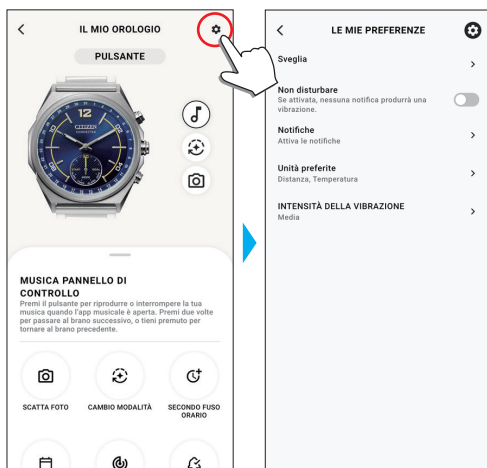 IL MIO OROLOGIO
PULSANTE
12
CITIZEN
MUSICA PANNELLO DI
CONTROLLO
Premi il pulsante per riprodurre o interrompere la tua
musica quando l'app musicale è aperta. Premi due volte
per passare al brano successivo, o tieni premuto per
tornare al brano precedente.
SCATTA FOTO
CAMBIO MODALITÀ
SECONDO FUSO
ORARIO
LE MIE PREFERENZE
Sveglia
Non disturbare
Se attivata, nessuna notifica produrrà una
vibrazione.
Notifiche
Attiva le notifiche
Unità preferite
Distanza, Temperatura
INTENSITÀ DELLA VIBRAZIONE
Media